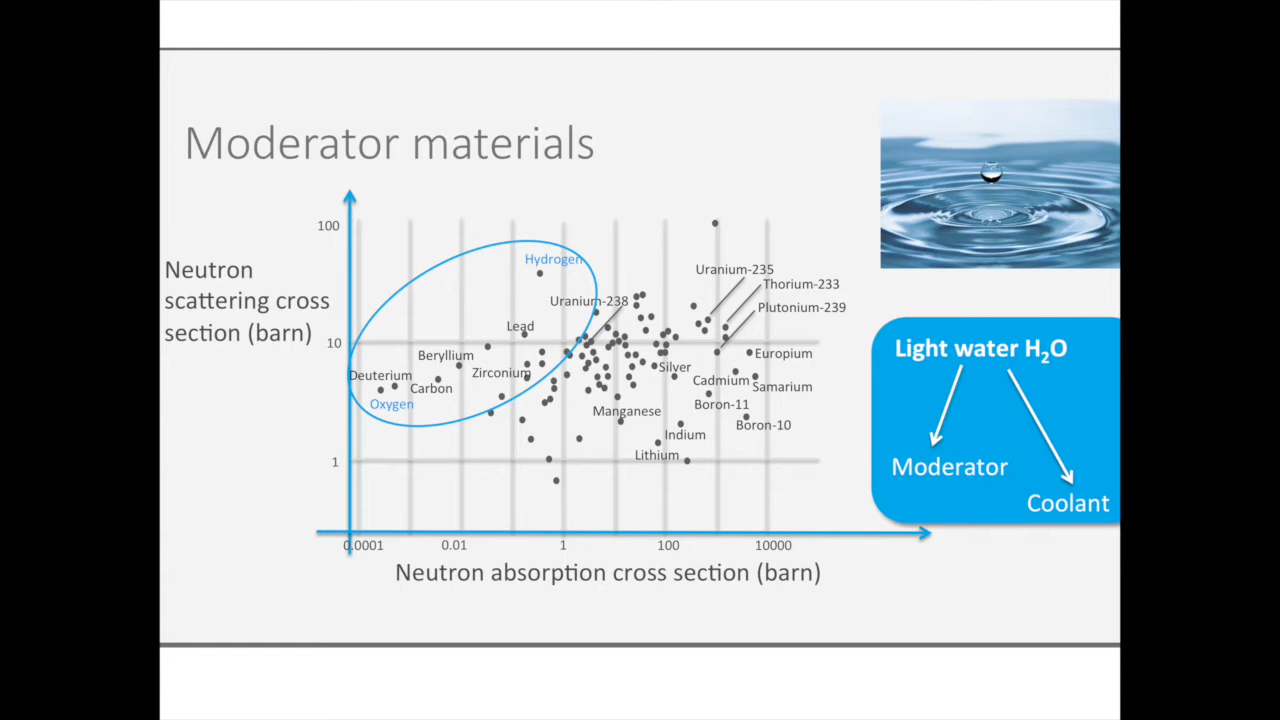 Moderator materials
100
Neutron
scattering cross
section (barn)
10
1
Hydrogen
Uranium-235
Thorium-233
Uranium-238
Plutonium-239
Lead
Beryllium
Europium
Zirconium
Silver
Deuterium
Carbon
Cadmium
Samarium
Oxygen
Manganese
Boron-11
Boron-10
Indium
Lithium
0.0001
0.01
1
100
10000
Neutron absorption cross section (barn)
Light water H₂O
Moderator
Coolant